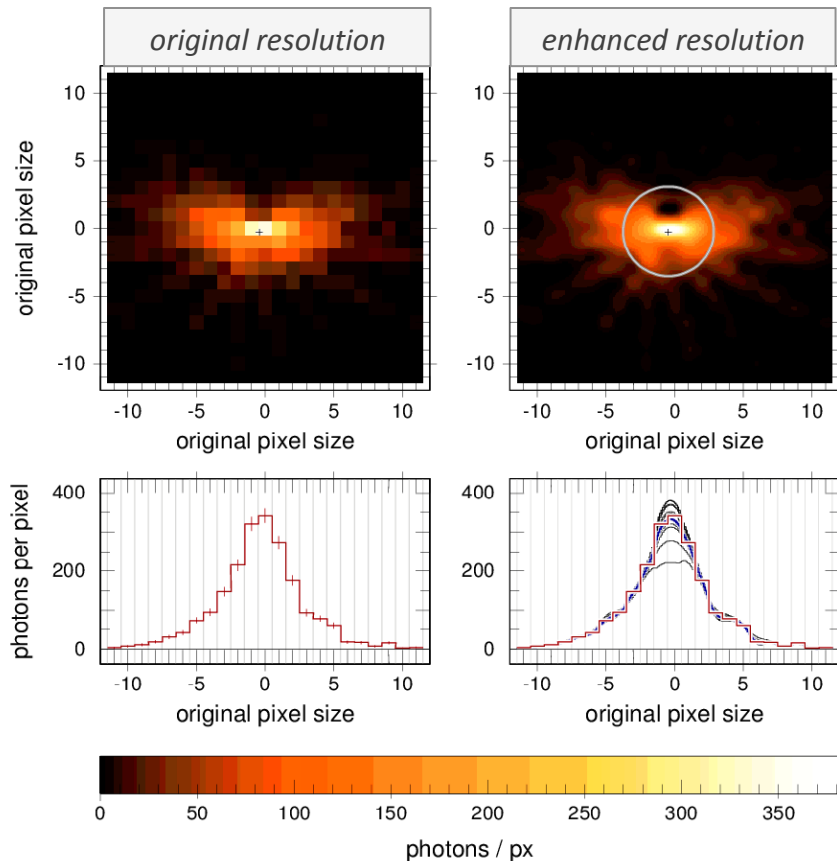 original resolution
enhanced resolution
10
5
0
-5
-10
original pixel size
-10 -5 0 5 10
original pixel size
10
5
0
-5
-10
-10 -5 0 5 10
original pixel size
400
200
0
photons per pixel
-10 -5 0 5 10
original pixel size
400
200
0
-10 -5 0 5 10
original pixel size
0 50 100 150 200 250 300 350
photons / px